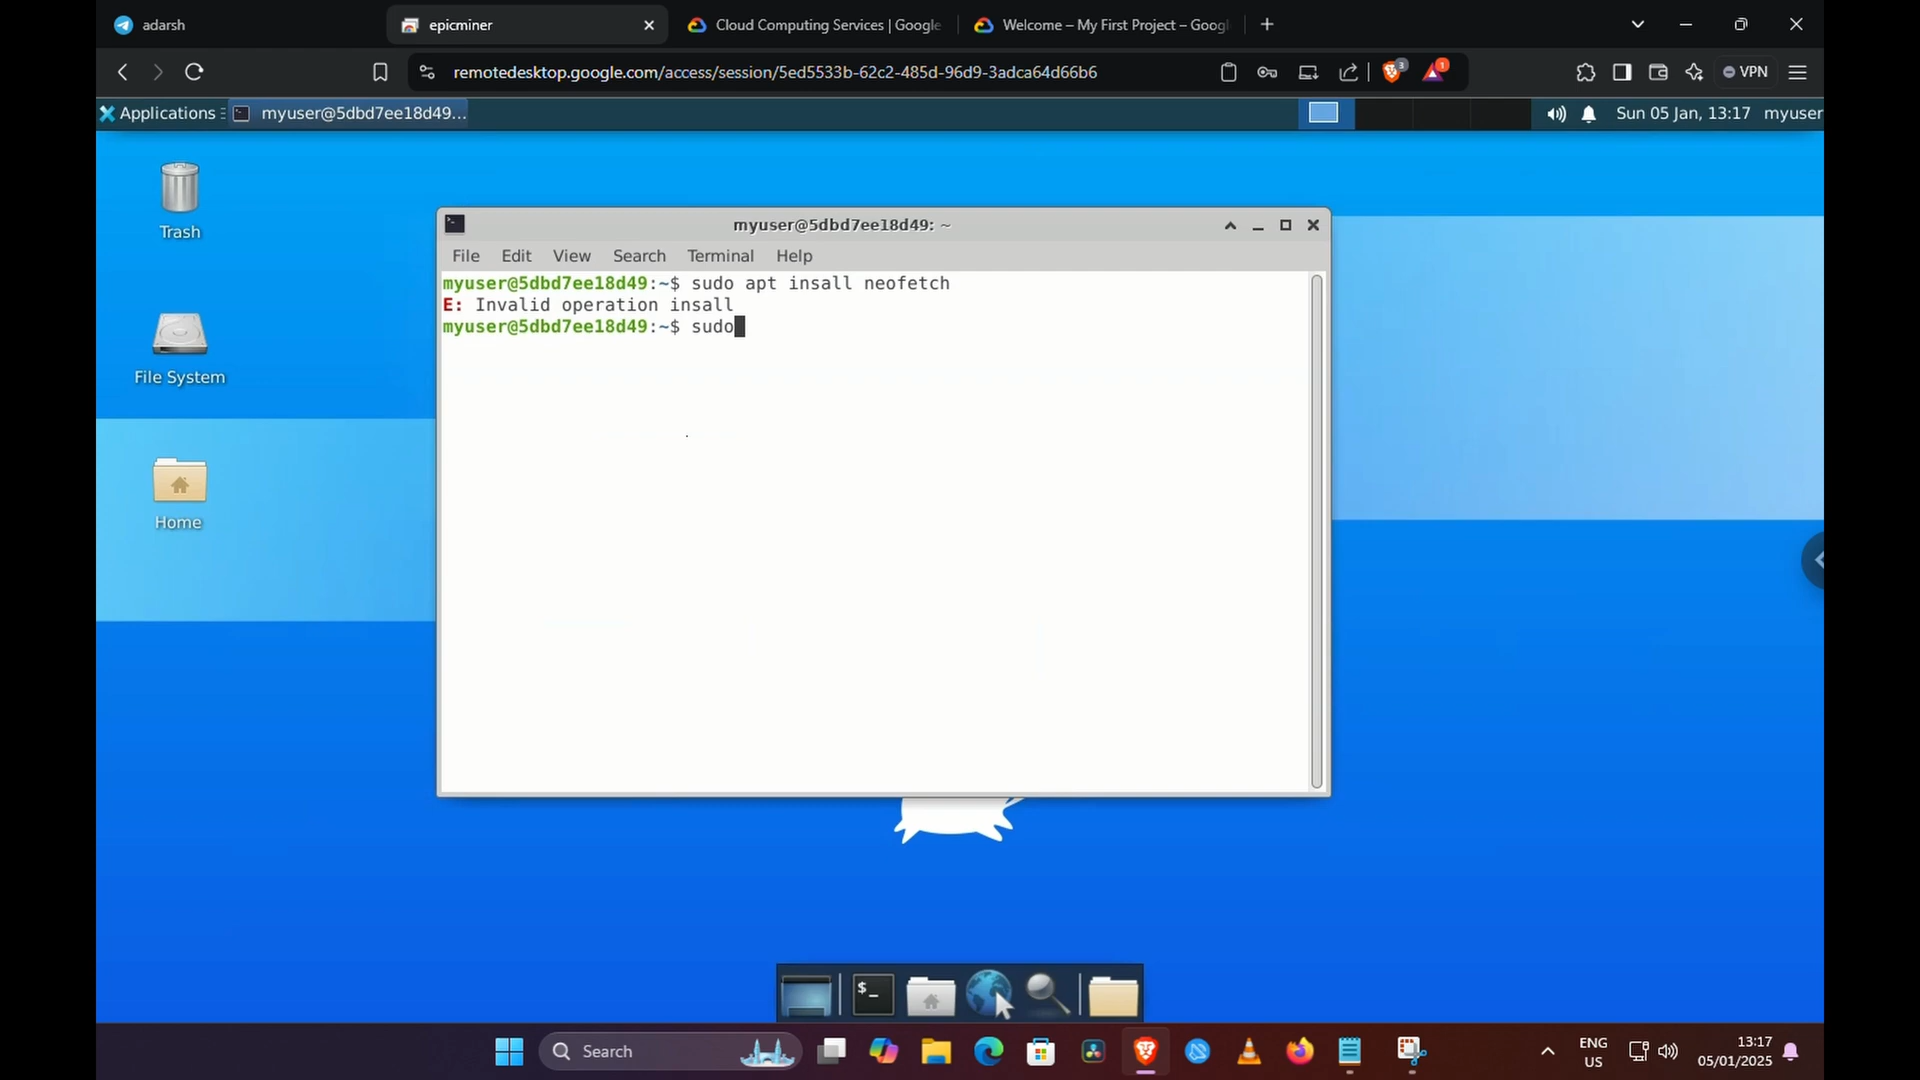 adarsh
epicminer
Cloud Computing Services | Google
Welcome – My First Project – Googl
remotedesktop.google.com/access/session/5ed5533b-62c2-485d-96d9-3adca64d66b6
3
1
VPN
Applications
myuser@5dbd7ee18d49...
Sun 05 Jan, 13:17
myuser
Trash
File System
Home
myuser@5dbd7ee18d49: ~
File Edit View Search Terminal Help
myuser@5dbd7ee18d49:~$ sudo apt insall neofetch
E: Invalid operation insall
myuser@5dbd7ee18d49:~$ sudo
$_
Search
ENG
US
13:17
05/01/2025